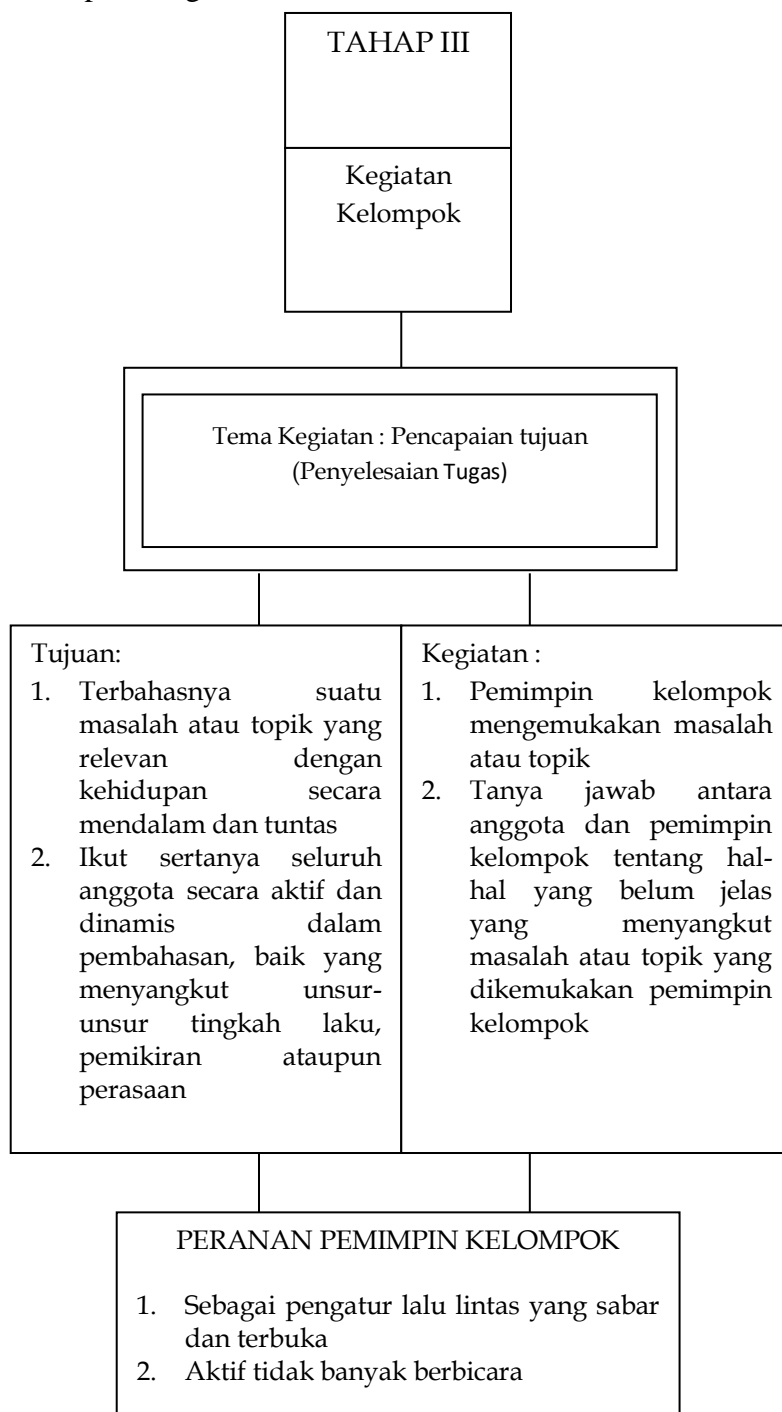 TAHAP III
Kegiatan
Kelompok
Tema Kegiatan : Pencapaian tujuan
(Penyelesaian Tugas)
Tujuan:
1. Terbahasnya suatu
masalah atau topik yang
relevan dengan
kehidupan secara
mendalam dan tuntas
2. Ikut sertanya seluruh
anggota secara aktif dan
dinamis dalam
pembahasan, baik yang
menyangkut unsur-
unsur tingkah laku,
pemikiran ataupun
perasaan
Kegiatan :
1. Pemimpin kelompok
mengemukakan masalah
atau topik
2. Tanya jawab antara
anggota dan pemimpin
kelompok tentang hal-
hal yang belum jelas
yang menyangkut
masalah atau topik yang
dikemukakan pemimpin
kelompok
PERANAN PEMIMPIN KELOMPOK
1. Sebagai pengatur lalu lintas yang sabar
dan terbuka
2. Aktif tidak banyak berbicara